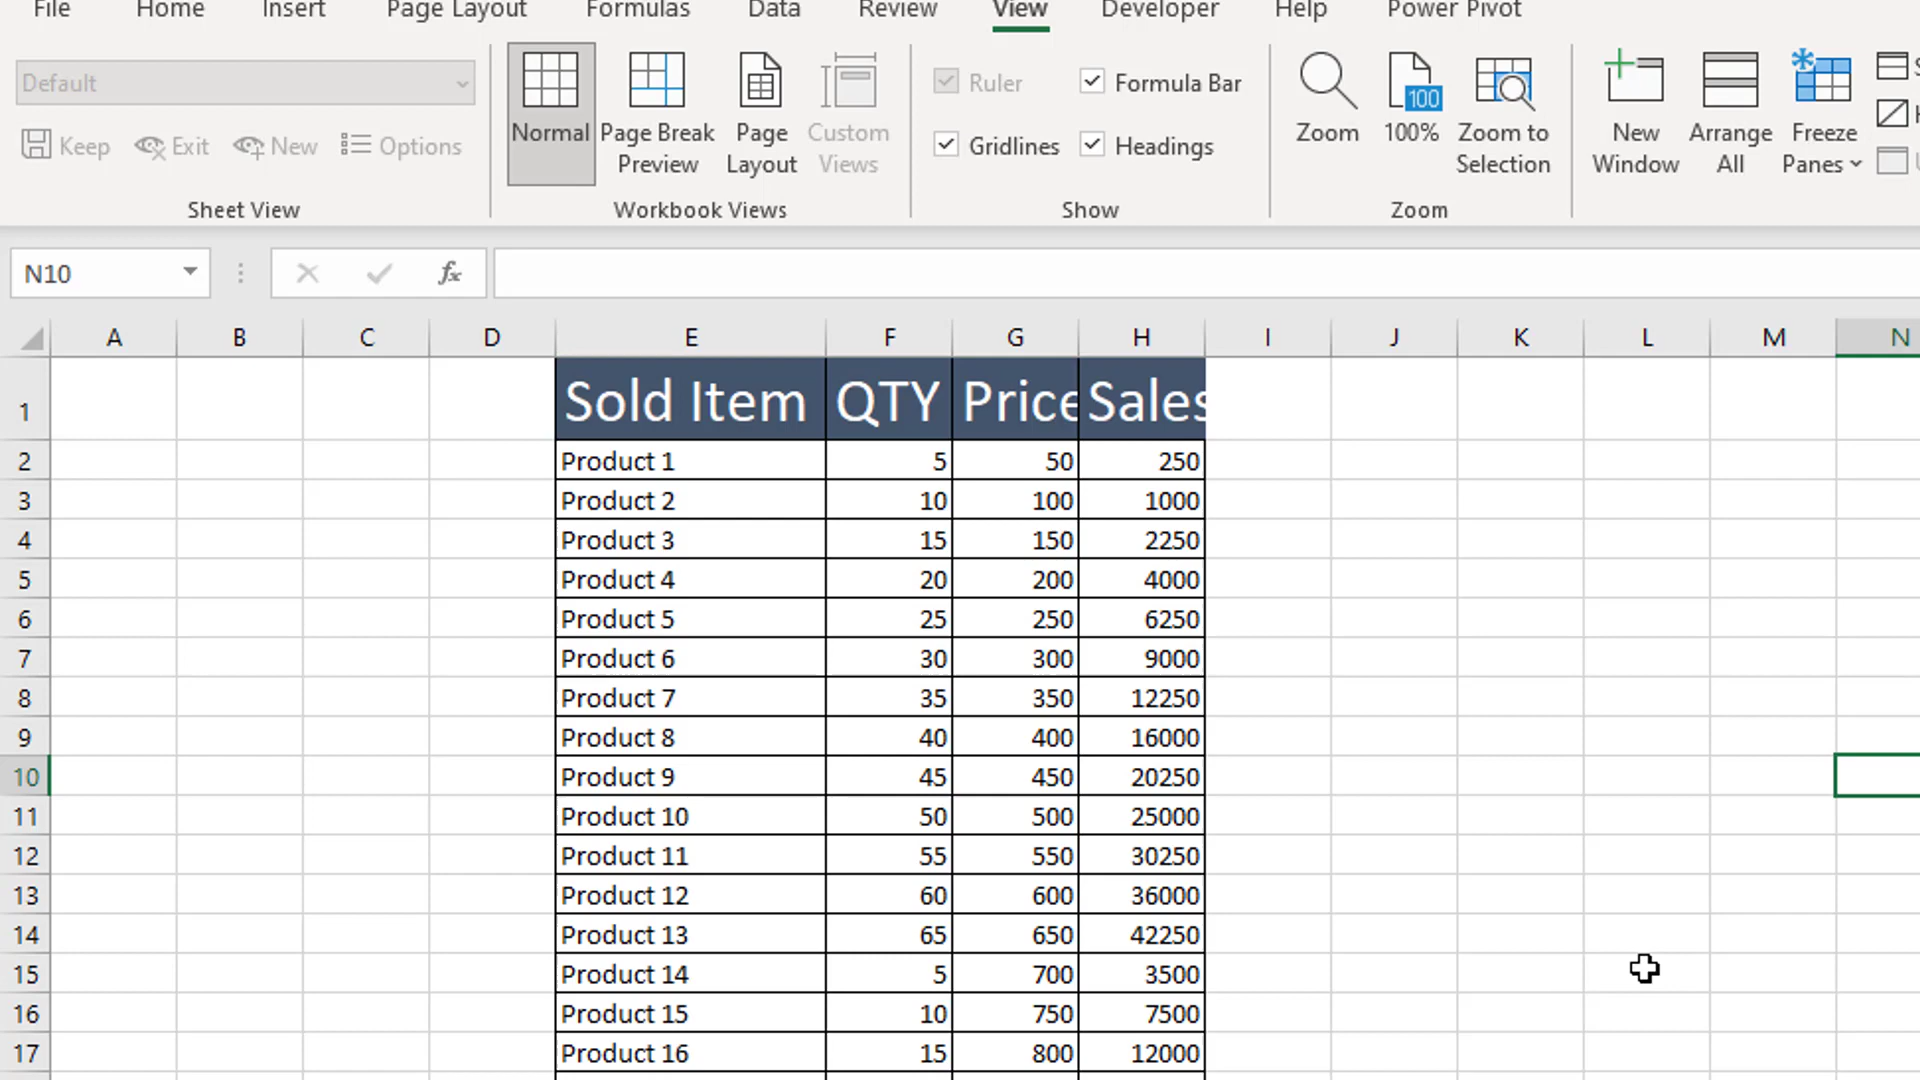 File Home Insert Page Layout Formulas Data Review View Developer Help Power Pivot
Default
Keep Exit New Options
Sheet View
Normal
Page Break Preview
Page Layout
Custom Views
Workbook Views
Ruler Formula Bar
Gridlines Headings
Show
Zoom
100
100%
Zoom to Selection
Zoom
New Window
Arrange All
Freeze Panes
N10 fx
A B C D E F G H I J K L M N
1 Sold Item QTY Price Sales
2 Product 1 5 50 250
3 Product 2 10 100 1000
4 Product 3 15 150 2250
5 Product 4 20 200 4000
6 Product 5 25 250 6250
7 Product 6 30 300 9000
8 Product 7 35 350 12250
9 Product 8 40 400 16000
10 Product 9 45 450 20250
11 Product 10 50 500 25000
12 Product 11 55 550 30250
13 Product 12 60 600 36000
14 Product 13 65 650 42250
15 Product 14 5 700 3500
16 Product 15 10 750 7500
17 Product 16 15 800 12000